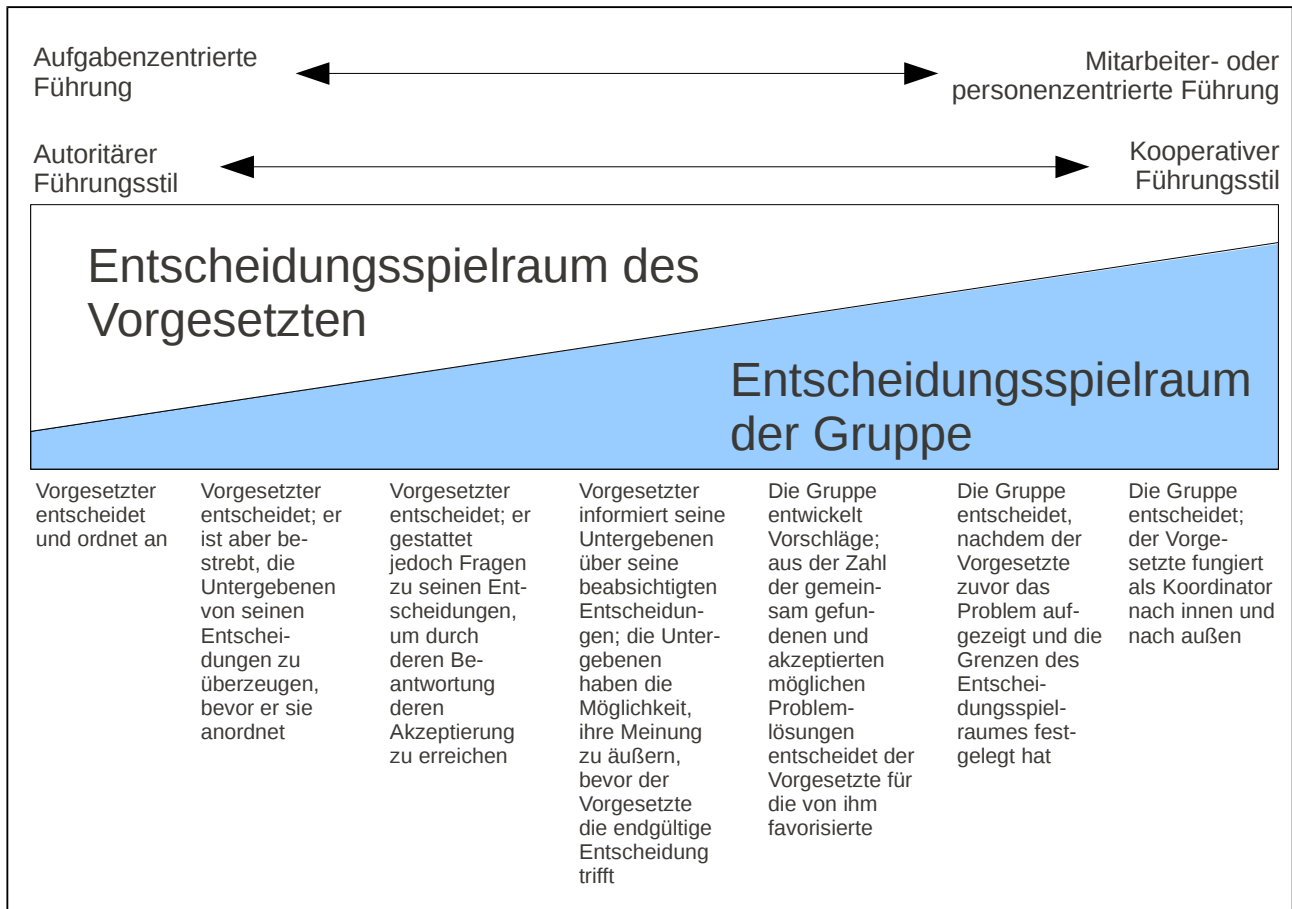 Aufgabenzentrierte
Führung
Mitarbeiter- oder
personenzentrierte Führung
Autoritärer
Führungsstil
Kooperativer
Führungsstil
Entscheidungsspielraum des
Vorgesetzten
Entscheidungsspielraum
der Gruppe
Vorgesetzter
entscheidet
und ordnet an
Vorgesetzter
entscheidet; er
ist aber be-
strebt, die
Untergebenen
von seinen
Entschei-
dungen zu
überzeugen,
bevor er sie
anordnet
Vorgesetzter
entscheidet; er
gestattet
jedoch Fragen
zu seinen Ent-
scheidungen,
um durch
deren Be-
antwortung
deren
Akzeptierung
zu erreichen
Vorgesetzter
informiert seine
Untergebenen
über seine
beabsichtigten
Entscheidun-
gen; die Unter-
gebenen
haben die
Möglichkeit,
ihre Meinung
zu äußern,
bevor der
Vorgesetzte
die endgültige
Entscheidung
trifft
Die Gruppe
entwickelt
Vorschläge;
aus der Zahl
der gemein-
sam gefun-
denen und
akzeptierten
möglichen
Problem-
lösungen
entscheidet der
Vorgesetzte für
die von ihm
favorisierte
Die Gruppe
entscheidet,
nachdem der
Vorgesetzte
zuvor das
Problem auf-
gezeigt und die
Grenzen des
Entschei-
dungsspiel-
raumes fest-
gelegt hat
Die Gruppe
entscheidet;
der Vorge-
setzte fungiert
als Koordinator
nach innen und
nach außen